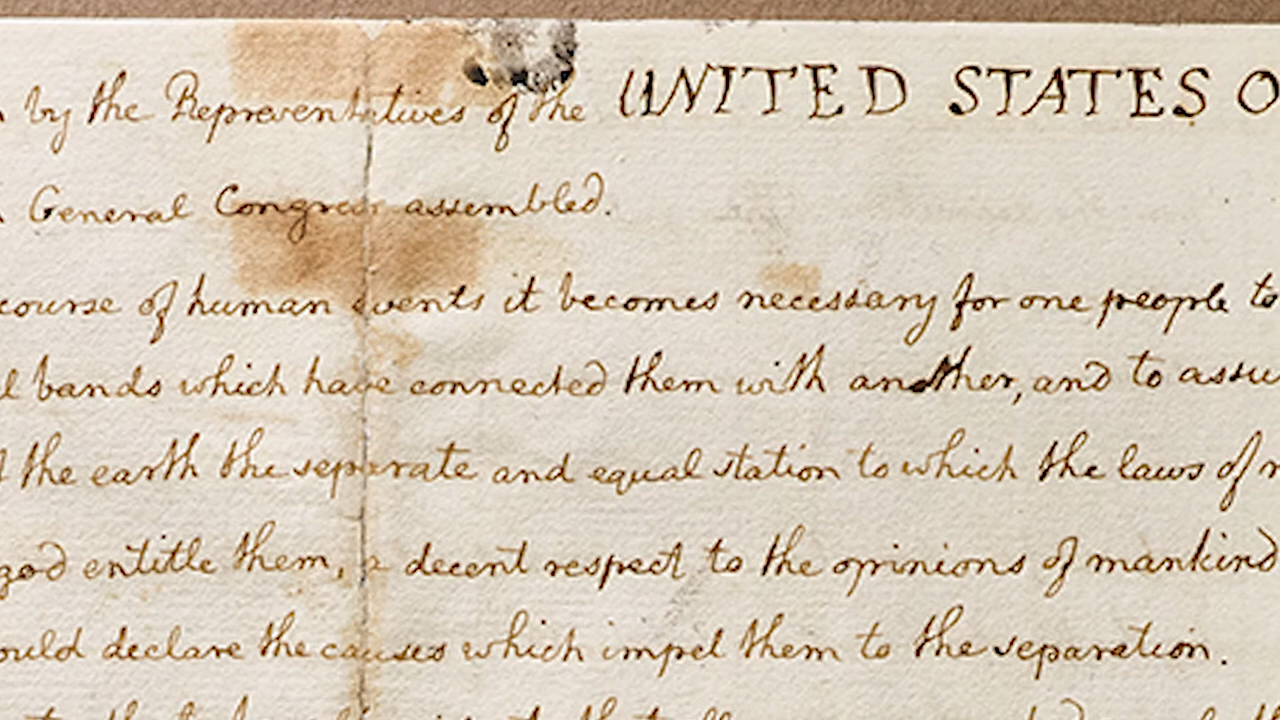 by the Representatives of the UNITED STATES O
General Congress assembled.
course of human events it becomes necessary for one people to
l bands which have connected them with another, and to assu
the earth the separate and equal station to which the laws of n
god entitle them, a decent respect to the opinions of mankind
ould declare the causes which impel them to the separation.